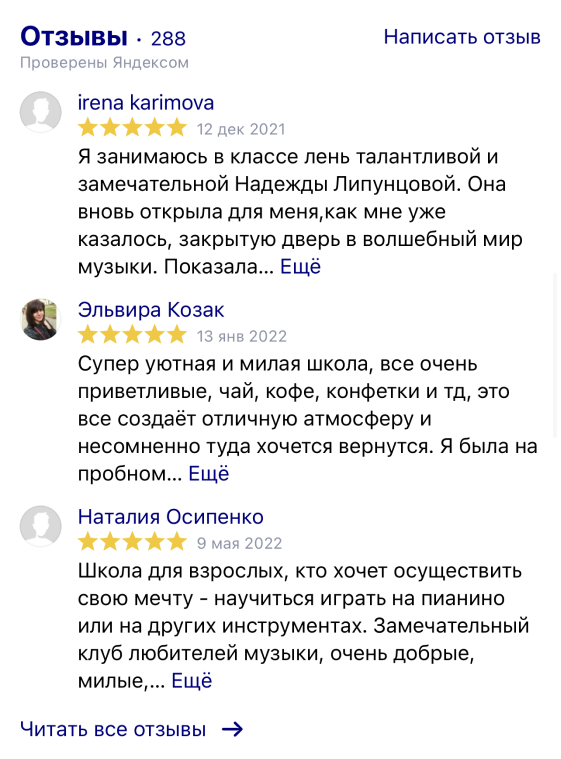 Отзывы · 288
Написать отзыв
Проверены Яндексом
irena karimova
12 дек 2021
Я занимаюсь в классе лень талантливой и
замечательной Надежды Липунцовой. Она
вновь открыла для меня,как мне уже
казалось, закрытую дверь в волшебный мир
музыки. Показала... Ещё
Эльвира Козак
13 янв 2022
Супер уютная и милая школа, все очень
приветливые, чай, кофе, конфетки и тд, это
все создаёт отличную атмосферу и
несомненно туда хочется вернутся. Я была на
пробном... Ещё
Наталия Осипенко
9 мая 2022
Школа для взрослых, кто хочет осуществить
свою мечту - научиться играть на пианино
или на других инструментах. Замечательный
клуб любителей музыки, очень добрые,
милые,... Ещё
Читать все отзывы →